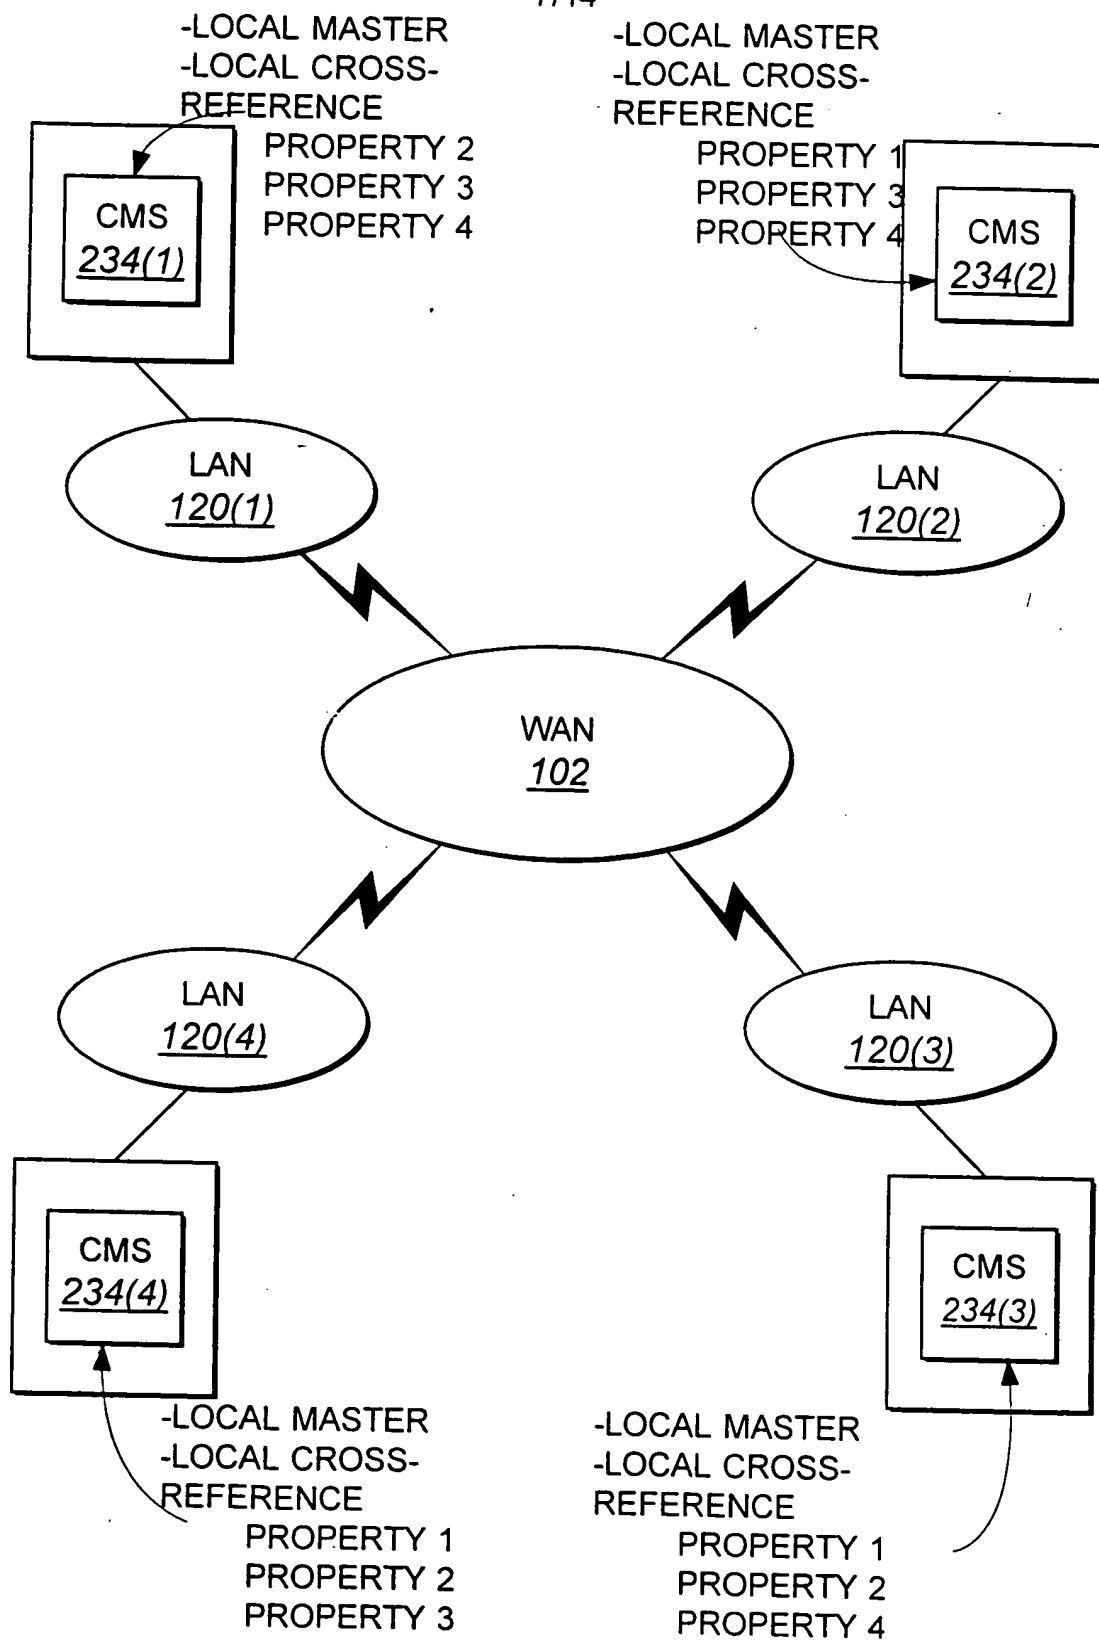 -LOCAL MASTER
-LOCAL CROSS-
REFERENCE
PROPERTY 2
PROPERTY 3
PROPERTY 4
CMS
234(1)
-LOCAL MASTER
-LOCAL CROSS-
REFERENCE
PROPERTY 1
PROPERTY 3
PROPERTY 4
CMS
234(2)
LAN
120(1)
LAN
120(2)
WAN
102
LAN
120(4)
LAN
120(3)
CMS
234(4)
CMS
234(3)
-LOCAL MASTER
-LOCAL CROSS-
REFERENCE
PROPERTY 1
PROPERTY 2
PROPERTY 3
-LOCAL MASTER
-LOCAL CROSS-
REFERENCE
PROPERTY 1
PROPERTY 2
PROPERTY 4